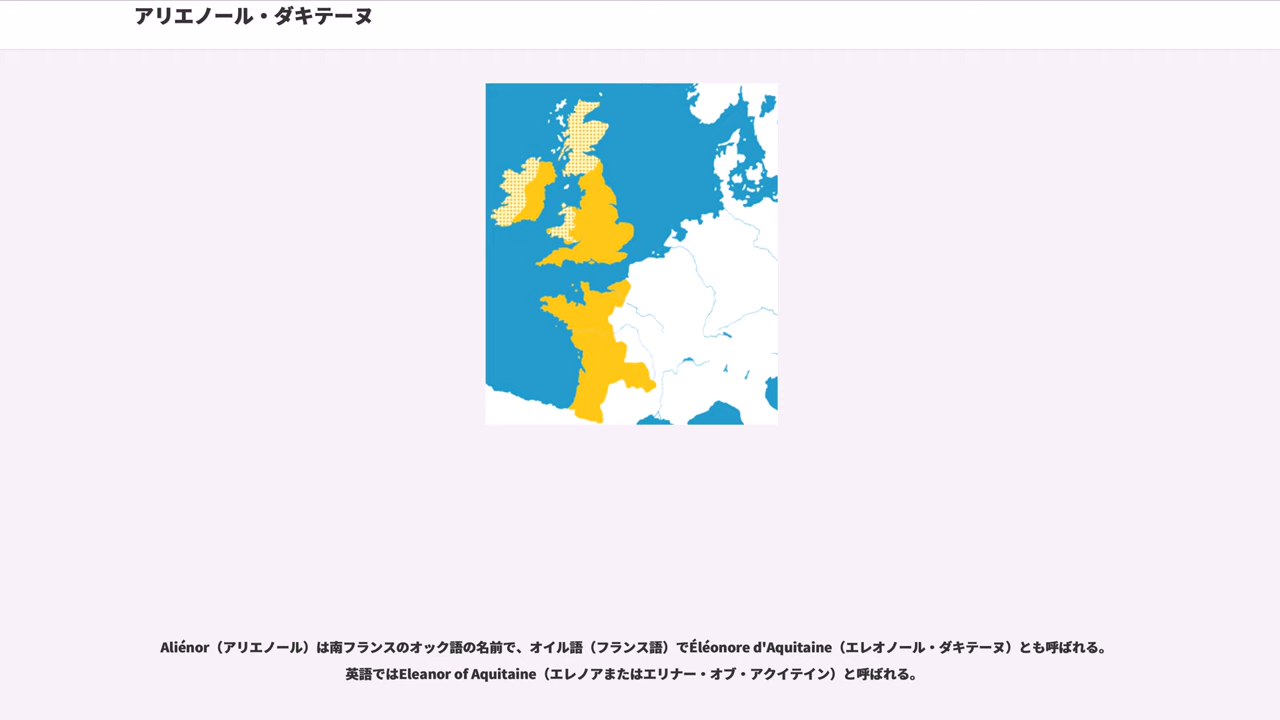 アリエノール・ダキテーヌ
Aliénor（アリエノール）は南フランスのオック語の名前で、オイル語（フランス語）でÉléonore d'Aquitaine（エレオノール・ダキテーヌ）とも呼ばれる。
英語ではEleanor of Aquitaine（エレノアまたはエリナー・オブ・アクイテイン）と呼ばれる。